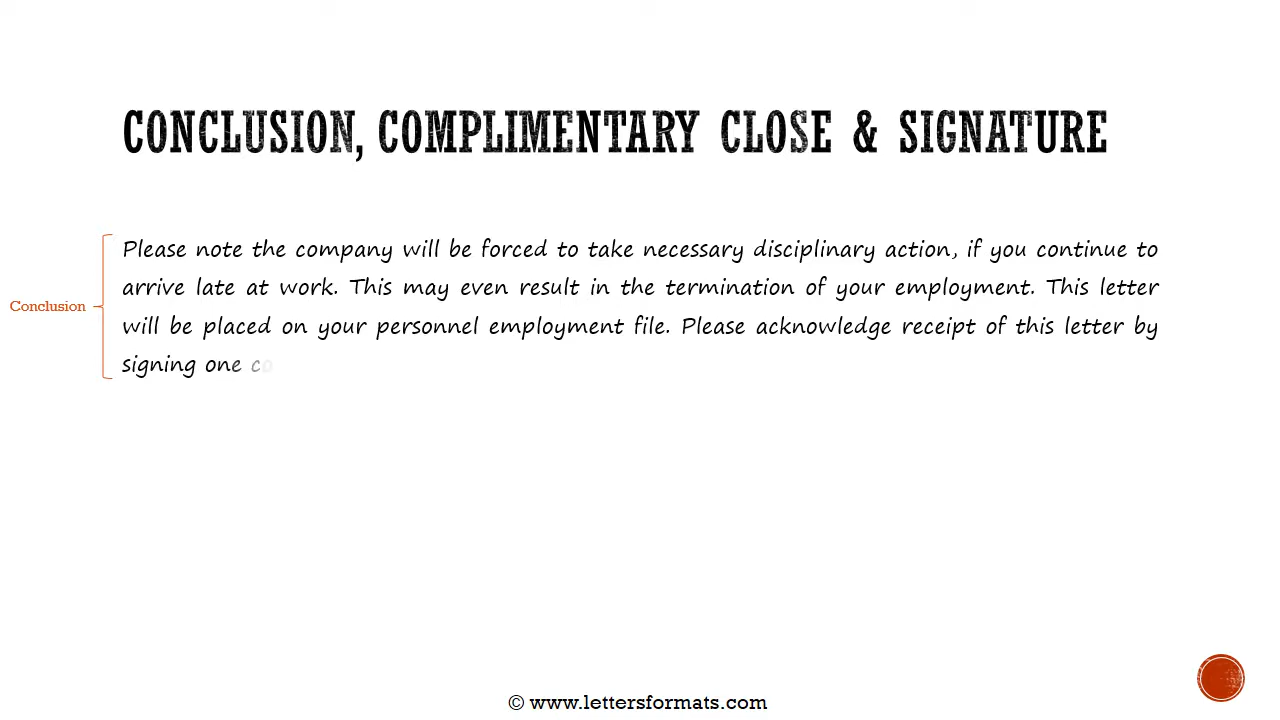 CONCLUSION, COMPLIMENTARY CLOSE & SIGNATURE
Please note the company will be forced to take necessary disciplinary action, if you continue to
Conclusion
arrive late at work. This may even result in the termination of your employment. This letter
will be placed on your personnel employment file. Please acknowledge receipt of this letter by
signing one co
© www.lettersformats.com